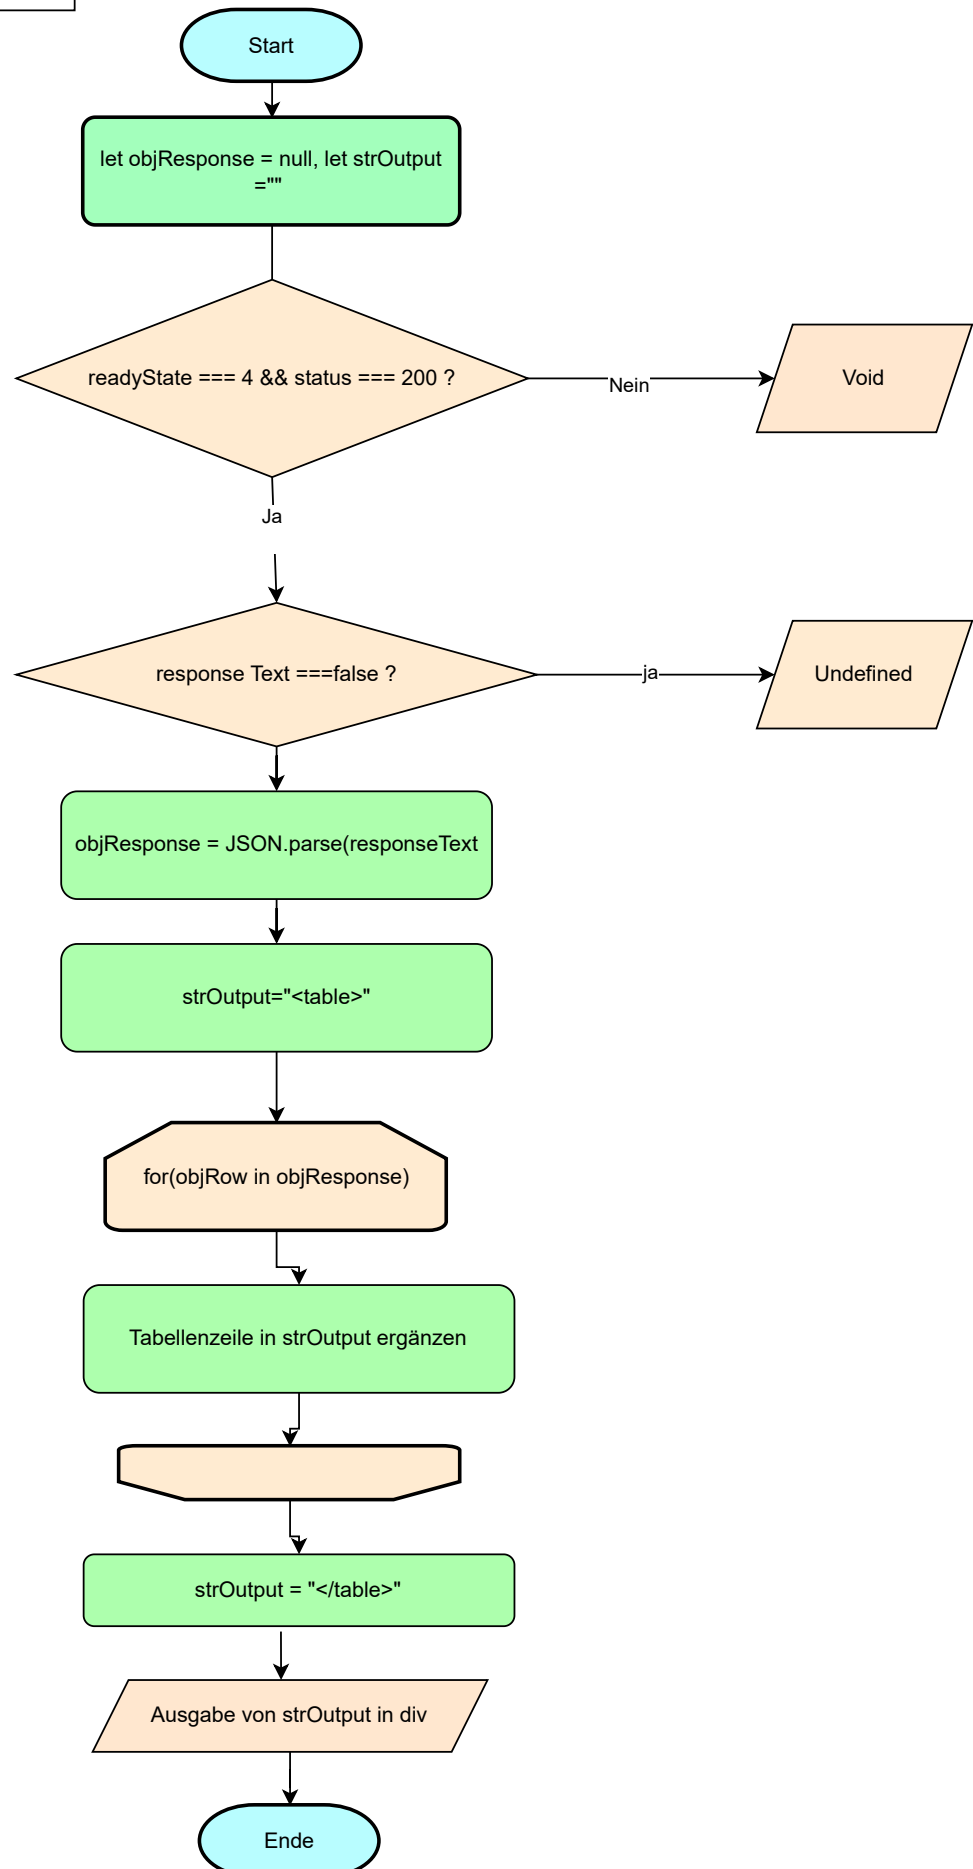 Start
let objResponse = null, let strOutput
=""
readyState === 4 && status === 200 ?
Nein
Void
Ja
response Text ===false ?
ja
Undefined
objResponse = JSON.parse(responseText
strOutput="<table>"
for(objRow in objResponse)
Tabellenzeile in strOutput ergänzen
strOutput = "</table>"
Ausgabe von strOutput in div
Ende